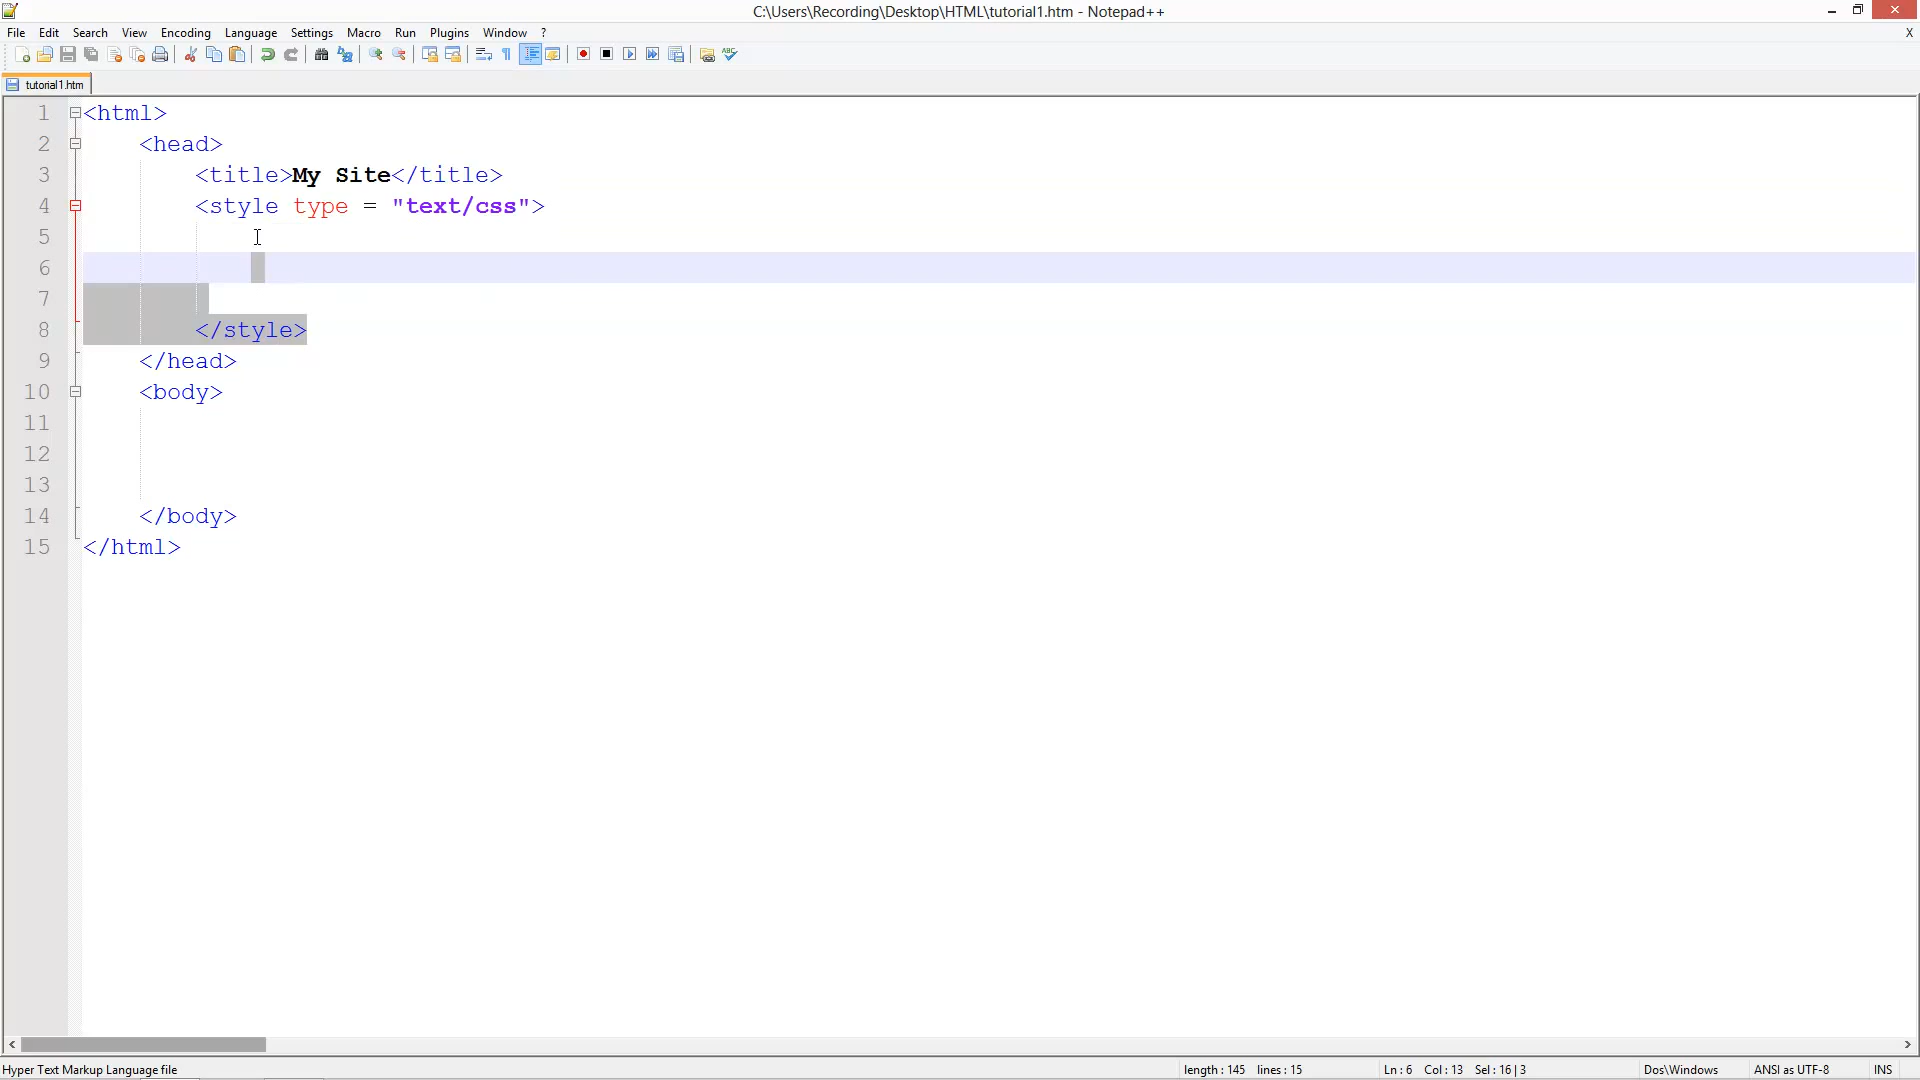 C:\Users\Recording\Desktop\HTML\tutorial1.htm - Notepad++
File Edit Search View Encoding Language Settings Macro Run Plugins Window ? X
tutorial1.htm
1 <html>
2 <head>
3 <title>My Site</title>
4 <style type = "text/css">
5
6
7
8 </style>
9 </head>
10 <body>
11
12
13
14 </body>
15 </html>
Hyper Text Markup Language file length : 145 lines : 15 Ln : 6 Col : 13 Sel : 16 | 3 Dos\Windows ANSI as UTF-8 INS